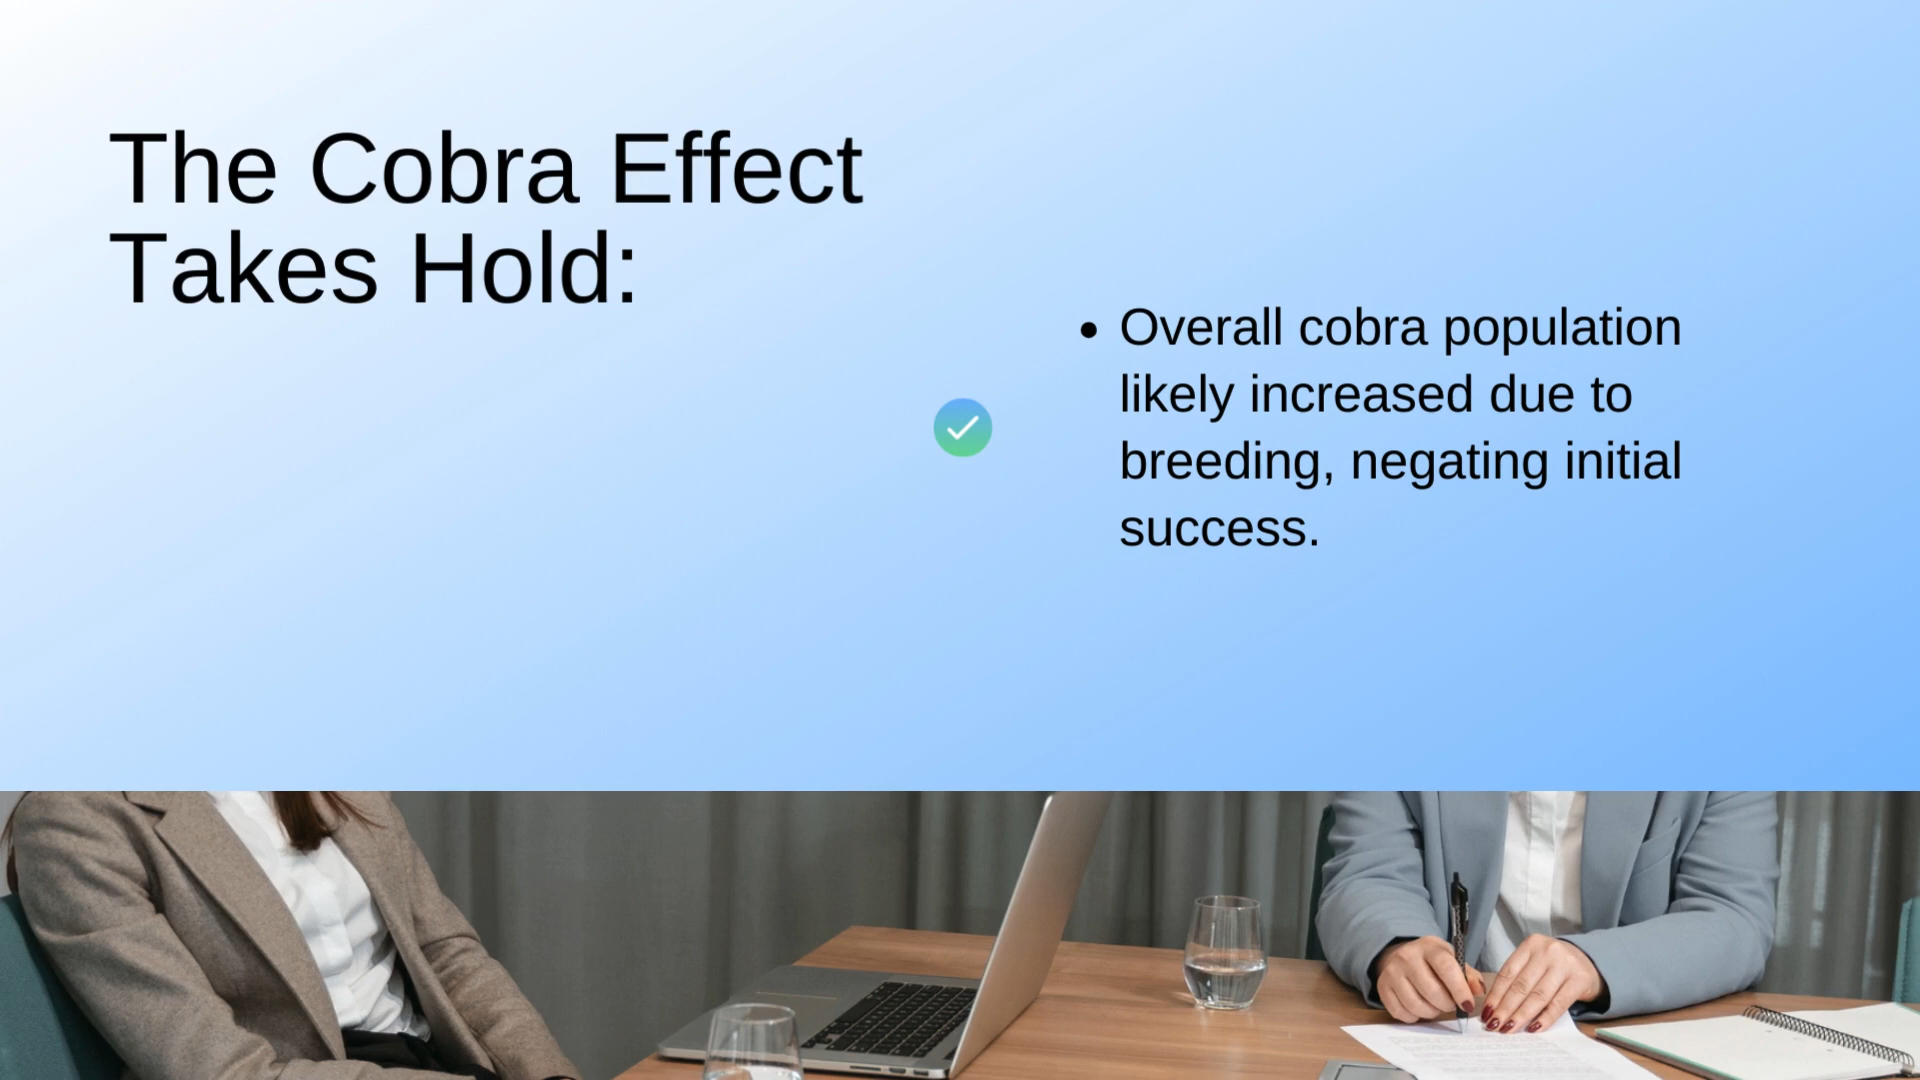 The Cobra Effect
Takes Hold:
• Overall cobra population
likely increased due to
breeding, negating initial
success.